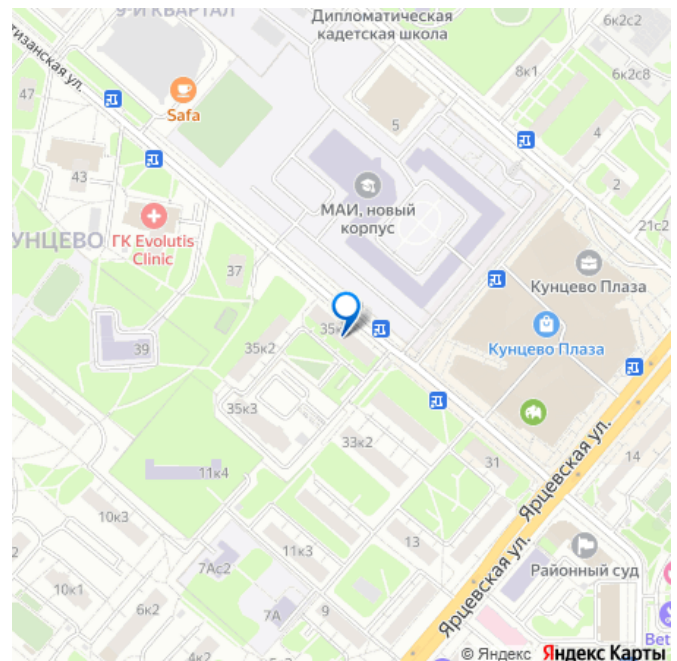 9-Й КВАРТАЛ
Дипломатическая
кадетская школа
6к2с2
тизанская ул.
47
Safa
8к1
6к2с8
5
4
43
МАИ, новый
корпус
2
21с2
УНЦЕВО
ГК Evolutis
Clinic
37
Кунцево Плаза
35к
Кунцево Плаза
39
35к2
35к3
33к2
31
Ярцевская ул.
14
11к4
10к3
13
Районный суд
11к3
7Ас2
10к1
6к2
7А
9
Ярцевская ул.
Bet
4к2
© Яндекс Яндекс Карты